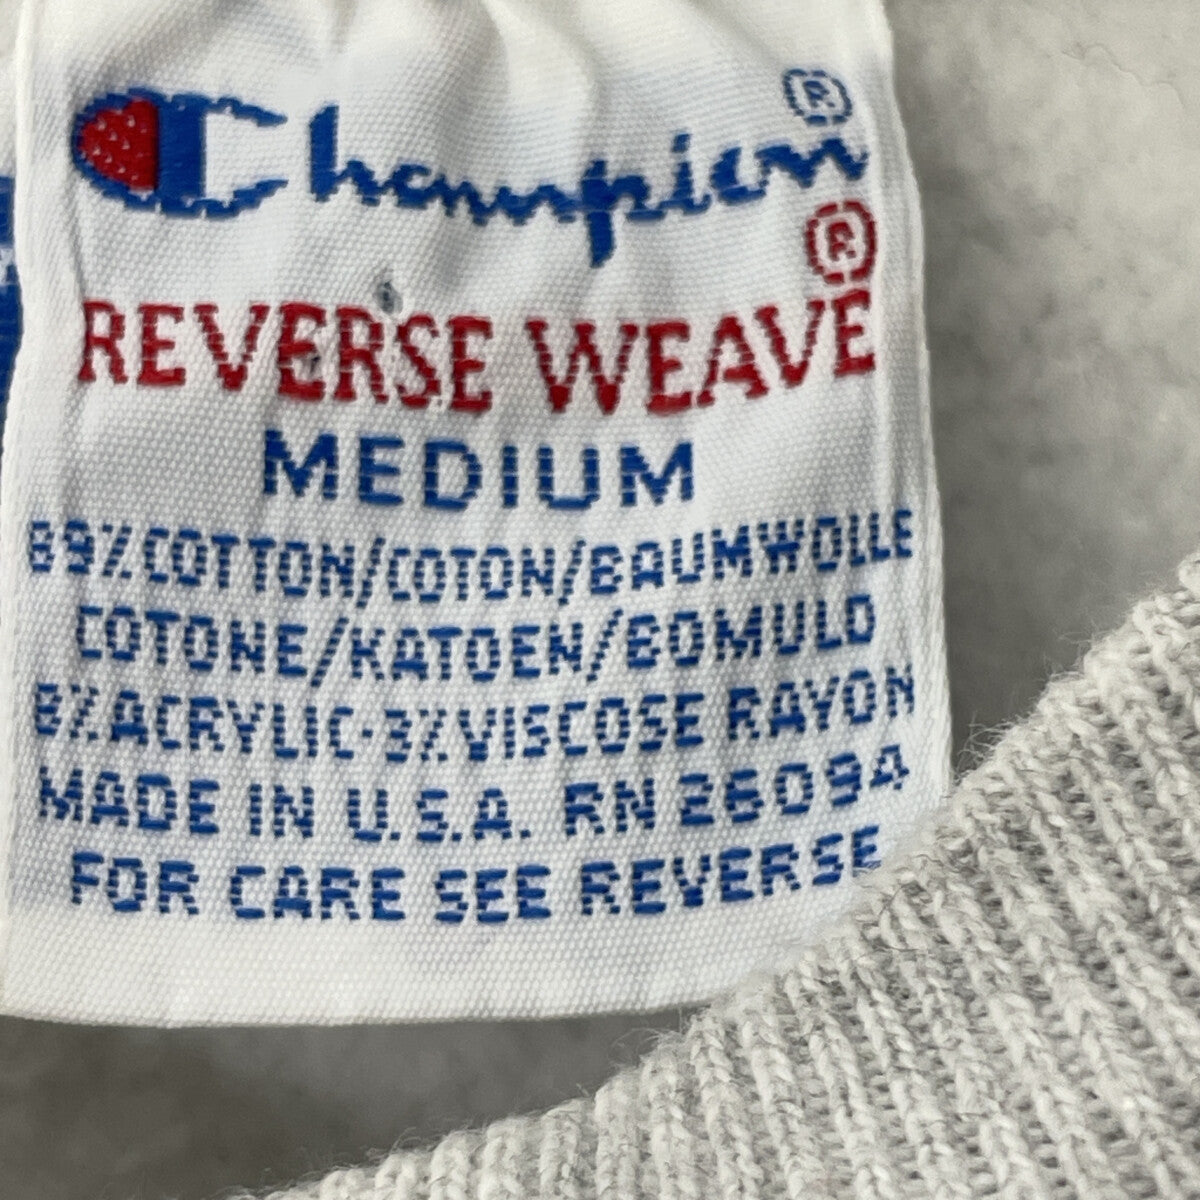 Champion®
REVERSE WEAVE®
MEDIUM
89%COTTON/COTON/BAUMWOLLE
COTONE/KATOEN/BOMULD
8%ACRYLIC·3%VISCOSE RAYON
MADE IN U.S.A. RN 26094
FOR CARE SEE REVERSE